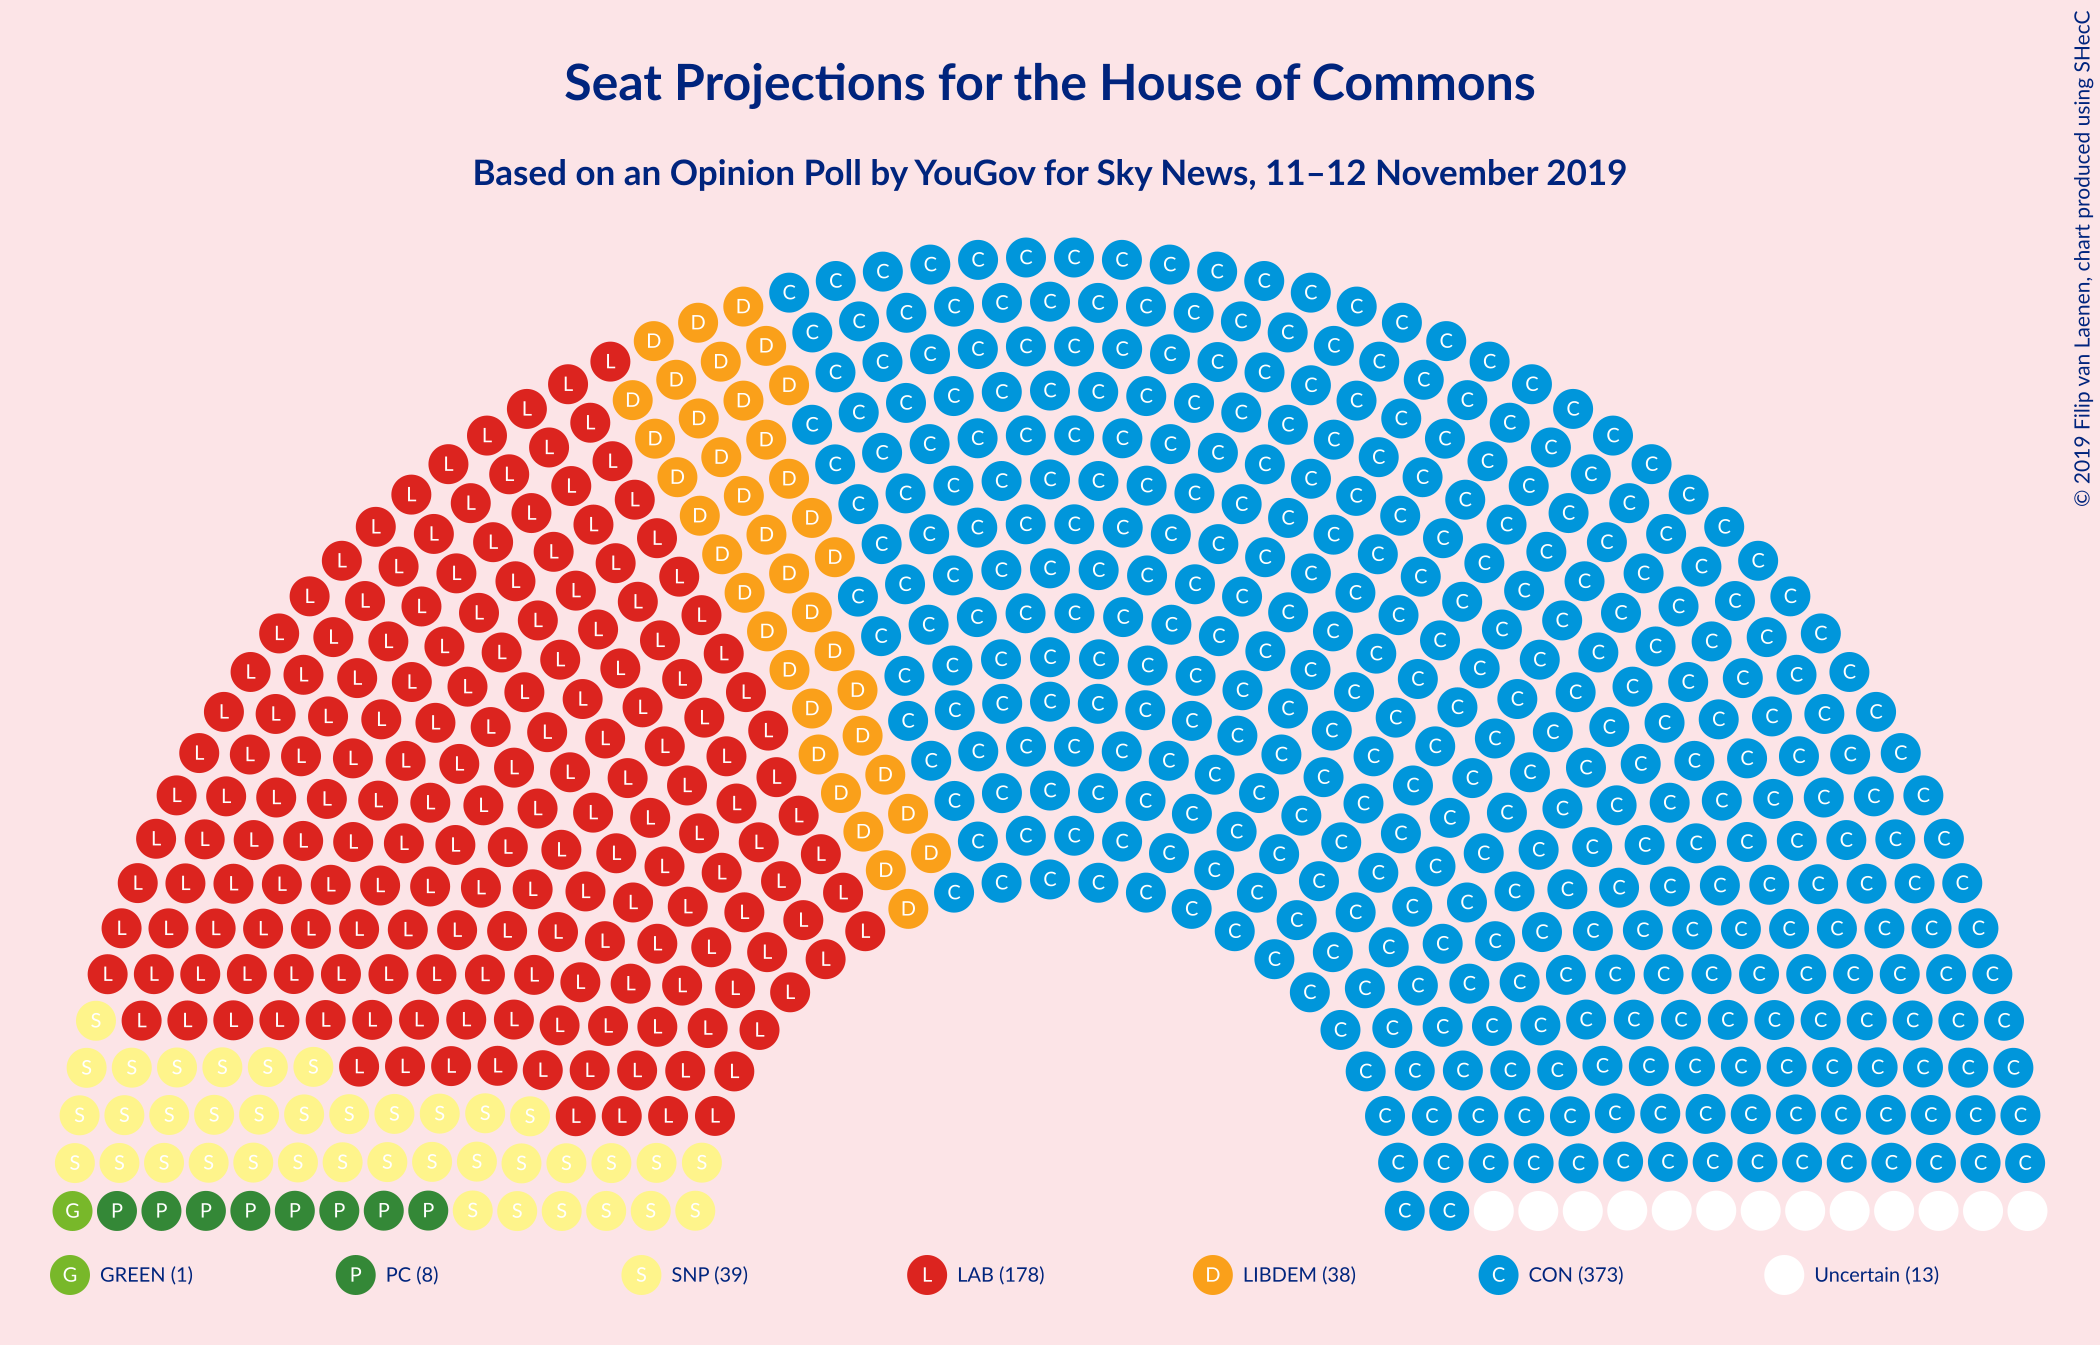 Seat Projections for the House of Commons
Based on an Opinion Poll by YouGov for Sky News, 11–12 November 2019
© 2019 Filip van Laenen, chart produced using SHecC
G GREEN (1)
P PC (8)
S SNP (39)
L LAB (178)
D LIBDEM (38)
C CON (373)
Uncertain (13)